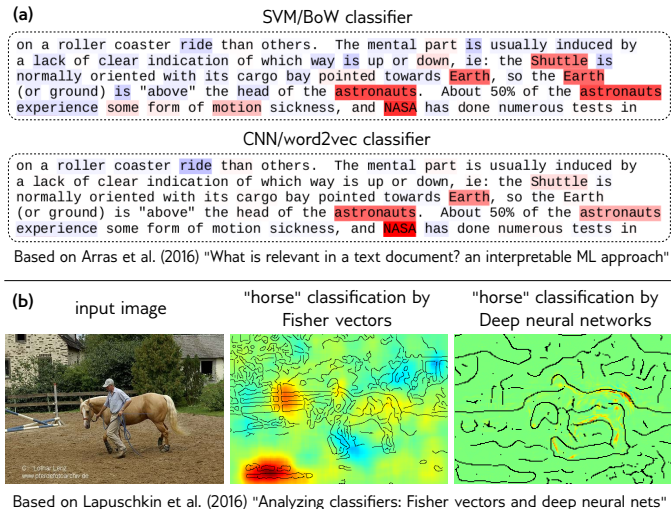 (a)
SVM/BoW classifier
on a roller coaster ride than others.  The mental part is usually induced by
a lack of clear indication of which way is up or down, ie: the Shuttle is
normally oriented with its cargo bay pointed towards Earth, so the Earth
(or ground) is "above" the head of the astronauts.  About 50% of the astronauts
experience some form of motion sickness, and NASA has done numerous tests in
CNN/word2vec classifier
on a roller coaster ride than others.  The mental part is usually induced by
a lack of clear indication of which way is up or down, ie: the Shuttle is
normally oriented with its cargo bay pointed towards Earth, so the Earth
(or ground) is "above" the head of the astronauts.  About 50% of the astronauts
experience some form of motion sickness, and NASA has done numerous tests in
Based on Arras et al. (2016) "What is relevant in a text document? an interpretable ML approach"
(b)
input image
"horse" classification by
Fisher vectors
"horse" classification by
Deep neural networks
© Lothar Lenz
www.pferdefotoarchiv.de
Based on Lapuschkin et al. (2016) "Analyzing classifiers: Fisher vectors and deep neural nets"